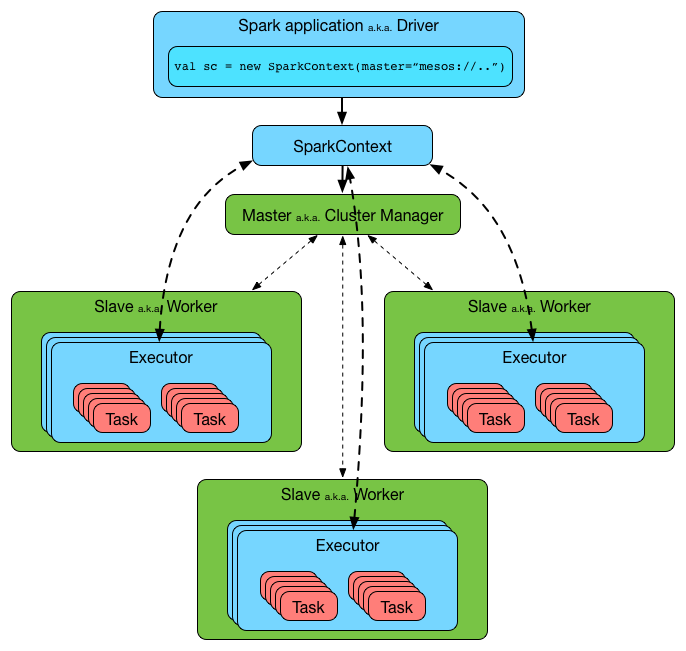 Spark application a.k.a. Driver
val sc = new SparkContext(master=“mesos://..”)
SparkContext
Master a.k.a. Cluster Manager
Slave a.k.a. Worker
Executor
Task
Task
Slave a.k.a. Worker
Executor
Task
Task
Slave a.k.a. Worker
Executor
Task
Task